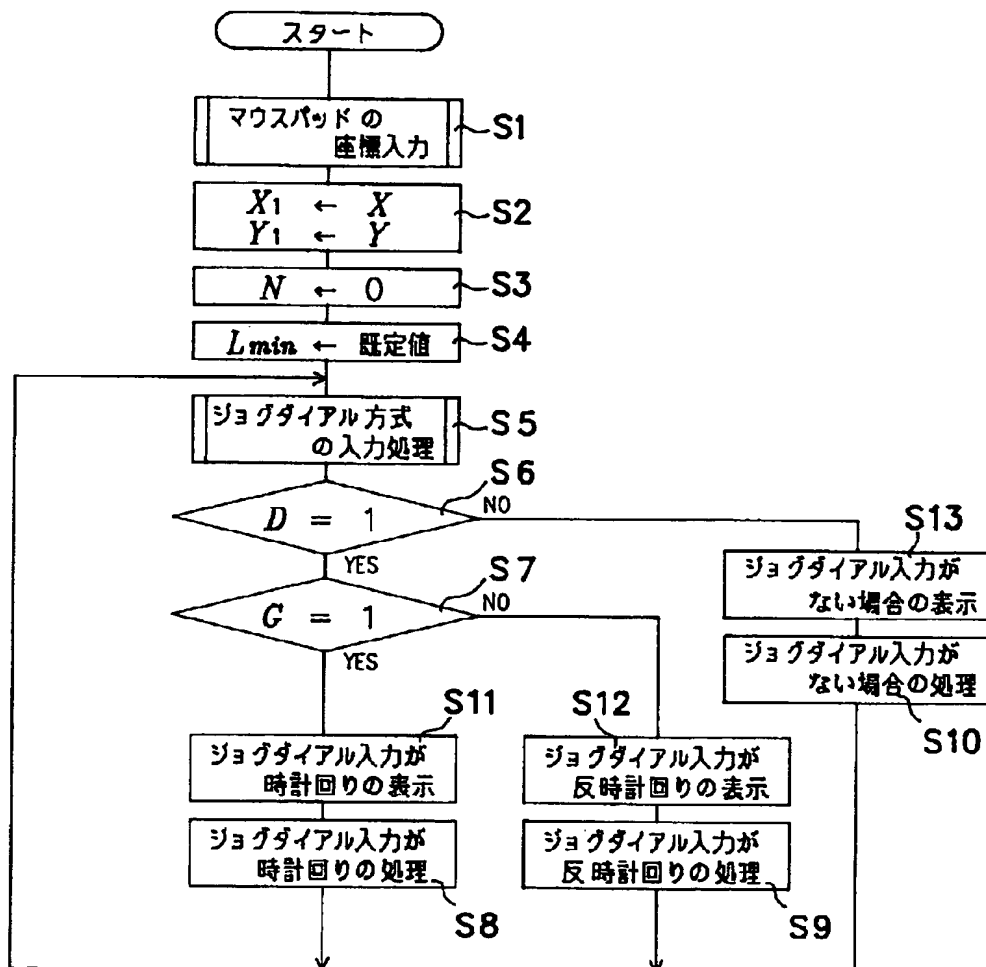 スタート
マウスパッドの
座標入力
S1
X1 ← X
Y1 ← Y
S2
N ← 0
S3
Lmin ← 既定値
S4
ジョグダイアル方式
の入力処理
S5
S6
D = 1
NO
YES
S7
G = 1
NO
YES
S13
ジョグダイアル入力が
ない場合の表示
ジョグダイアル入力が
ない場合の処理
S10
S11
ジョグダイアル入力が
時計回りの表示
ジョグダイアル入力が
時計回りの処理
S8
S12
ジョグダイアル入力が
反時計回りの表示
ジョグダイアル入力が
反時計回りの処理
S9